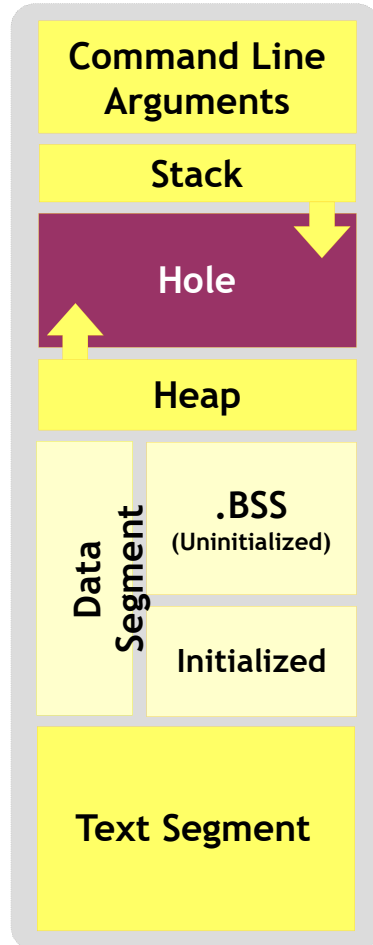 Command Line
Arguments
Stack
Hole
Heap
Data
Segment
.BSS
(Uninitialized)
Initialized
Text Segment